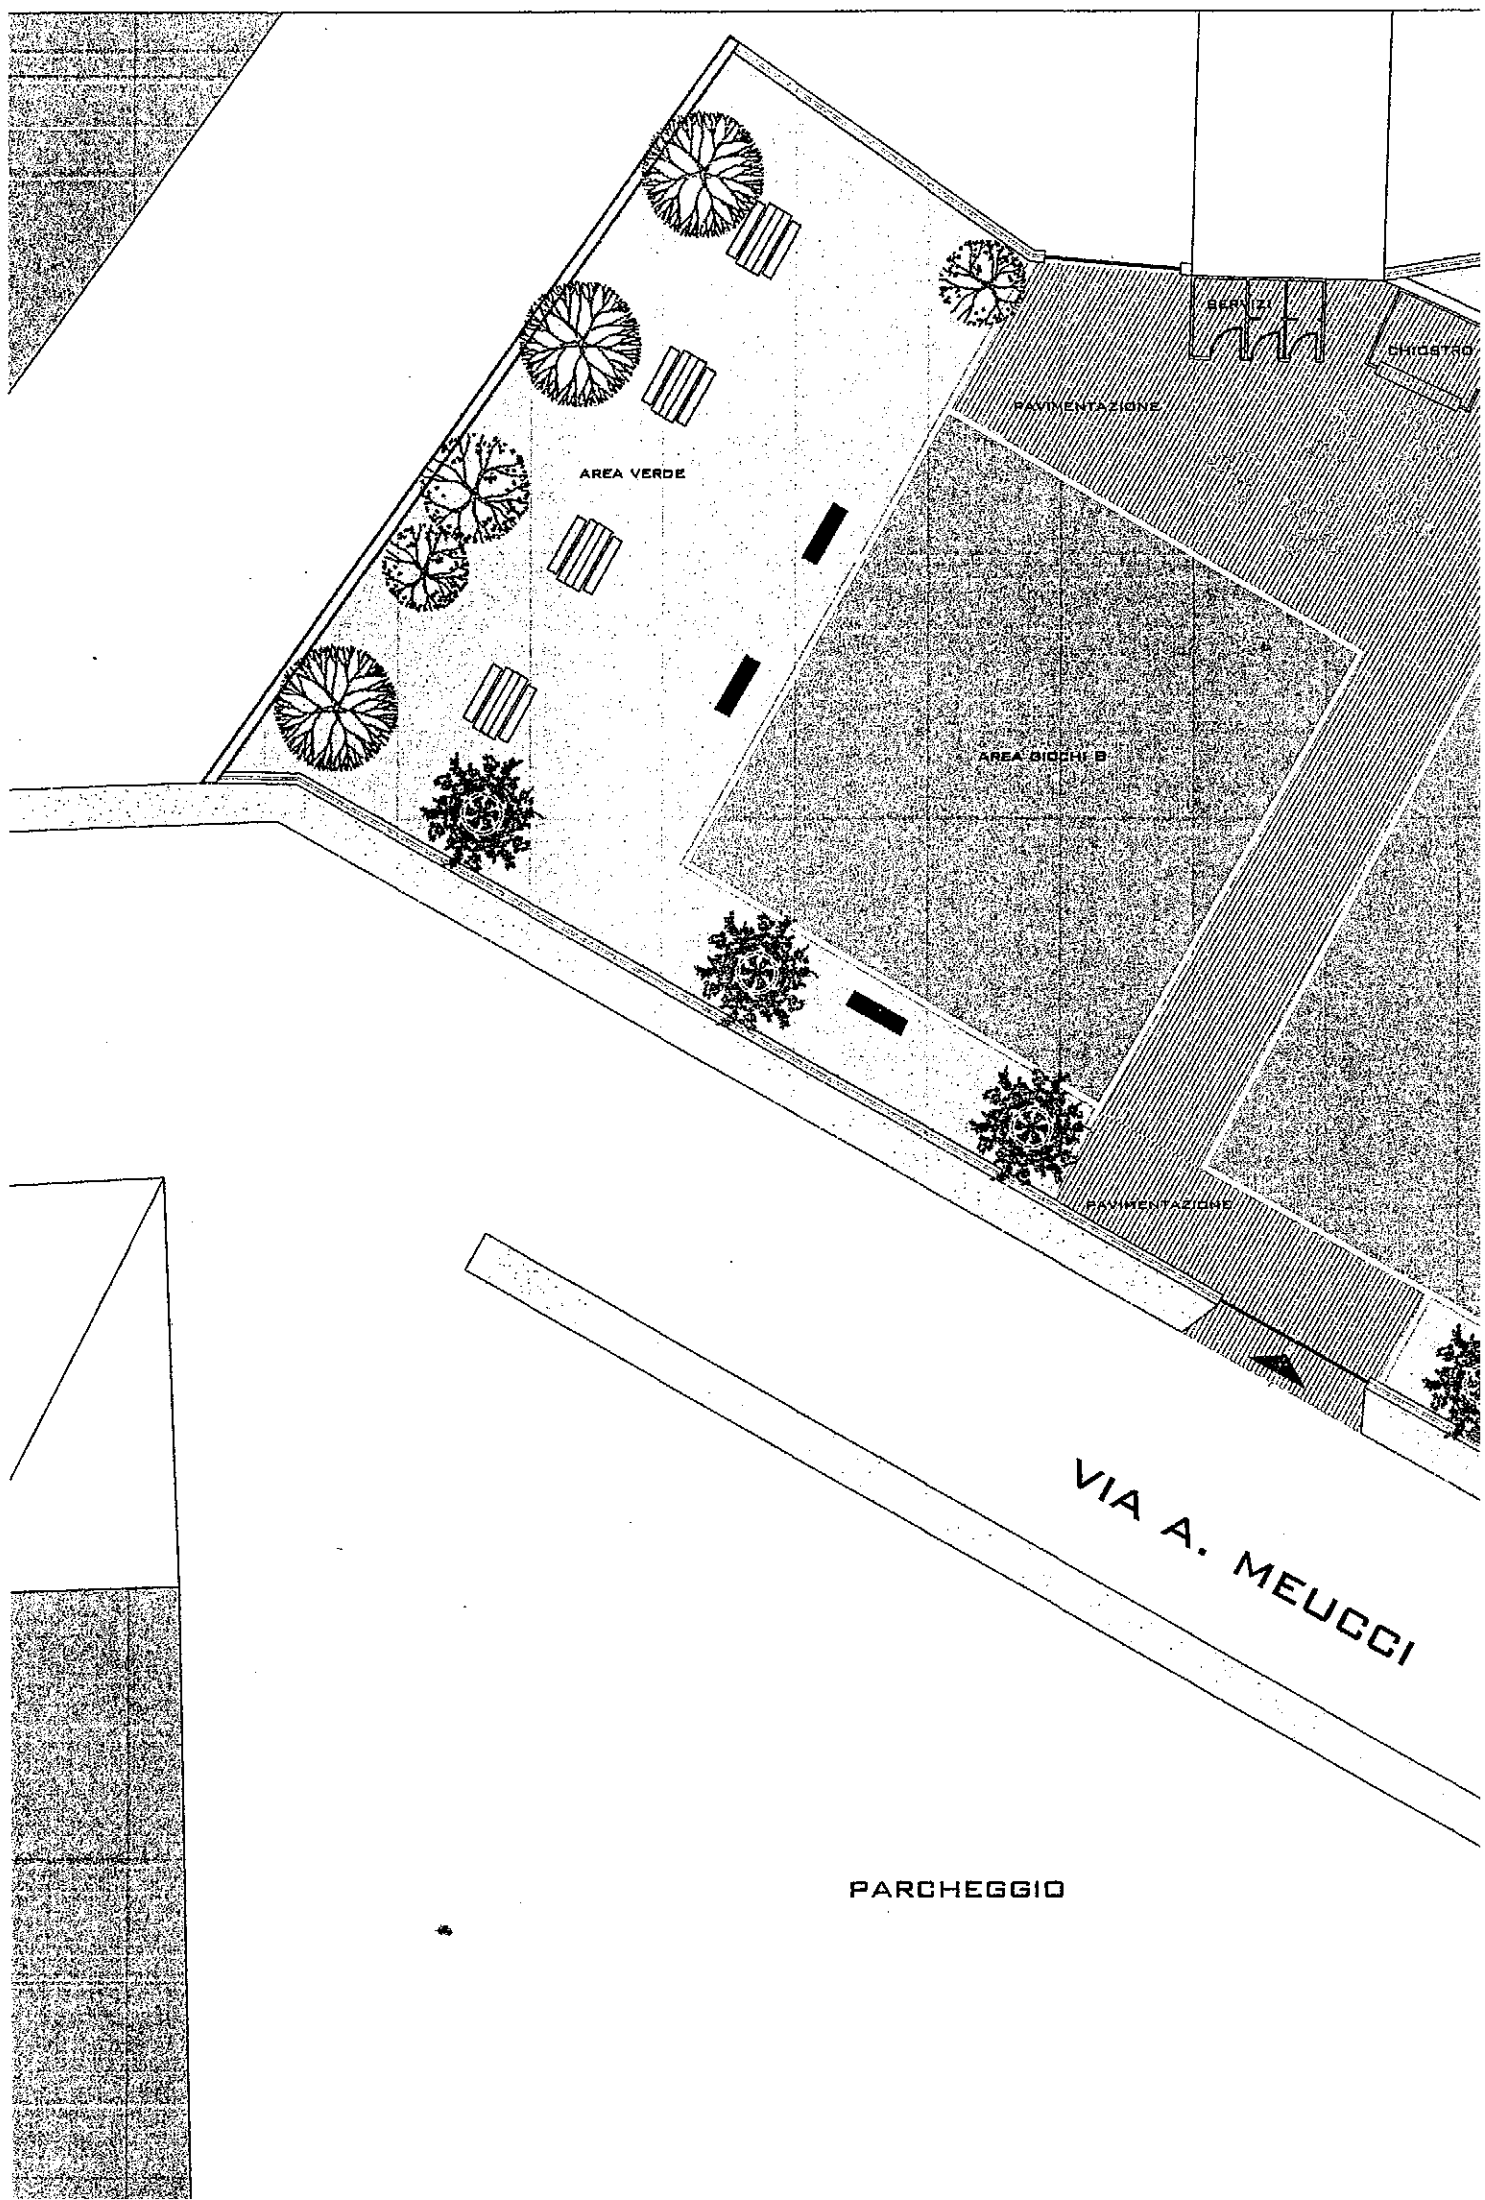 SERVIZI
CHIOSTRO
PAVIMENTAZIONE
AREA VERDE
AREA GIOCHI B
PAVIMENTAZIONE
VIA A. MEUCCI
PARCHEGGIO